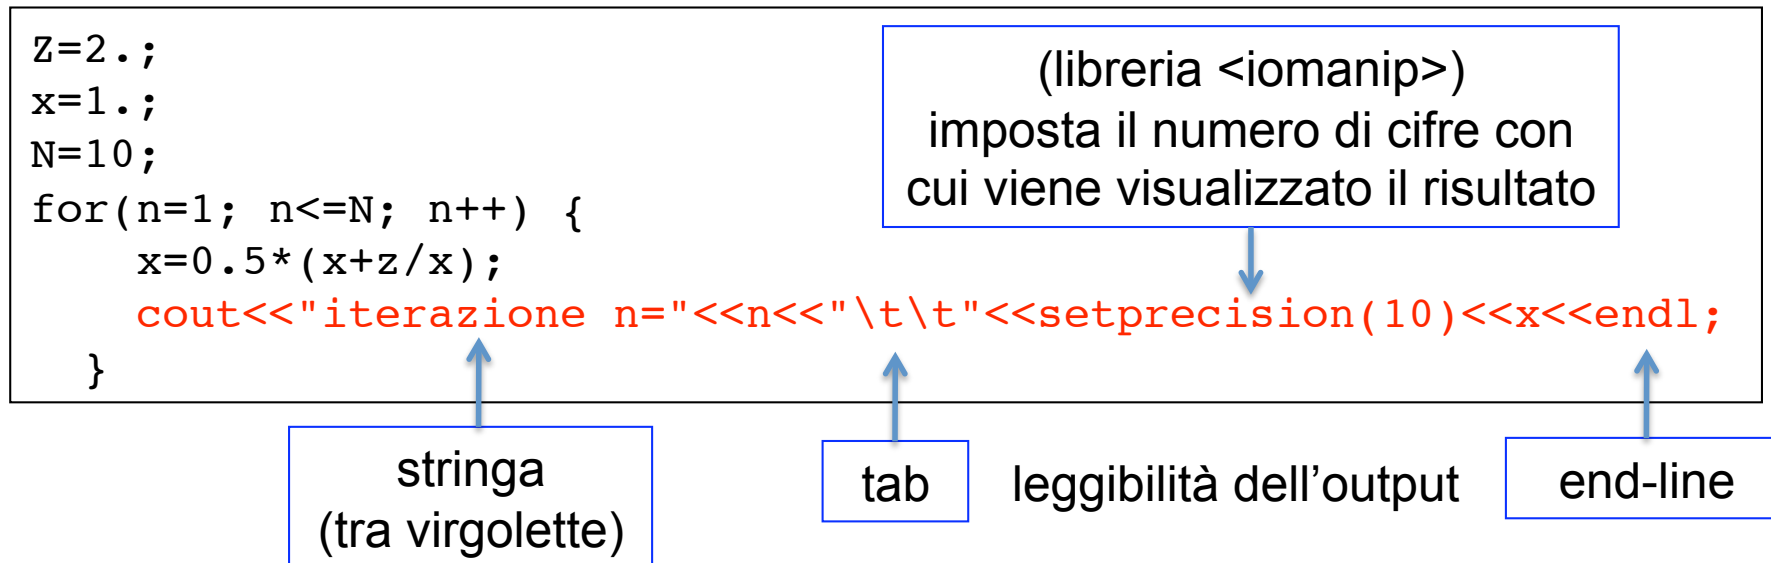 Z=2.;
x=1.;
N=10;
for(n=1; n<=N; n++) {
x=0.5*(x+z/x);
cout<<"iterazione n="<<n<<"\t\t"<<setprecision(10)<<x<<endl;
}
(libreria <iomanip>)
imposta il numero di cifre con
cui viene visualizzato il risultato
stringa
(tra virgolette)
tab
leggibilità dell’output
end-line